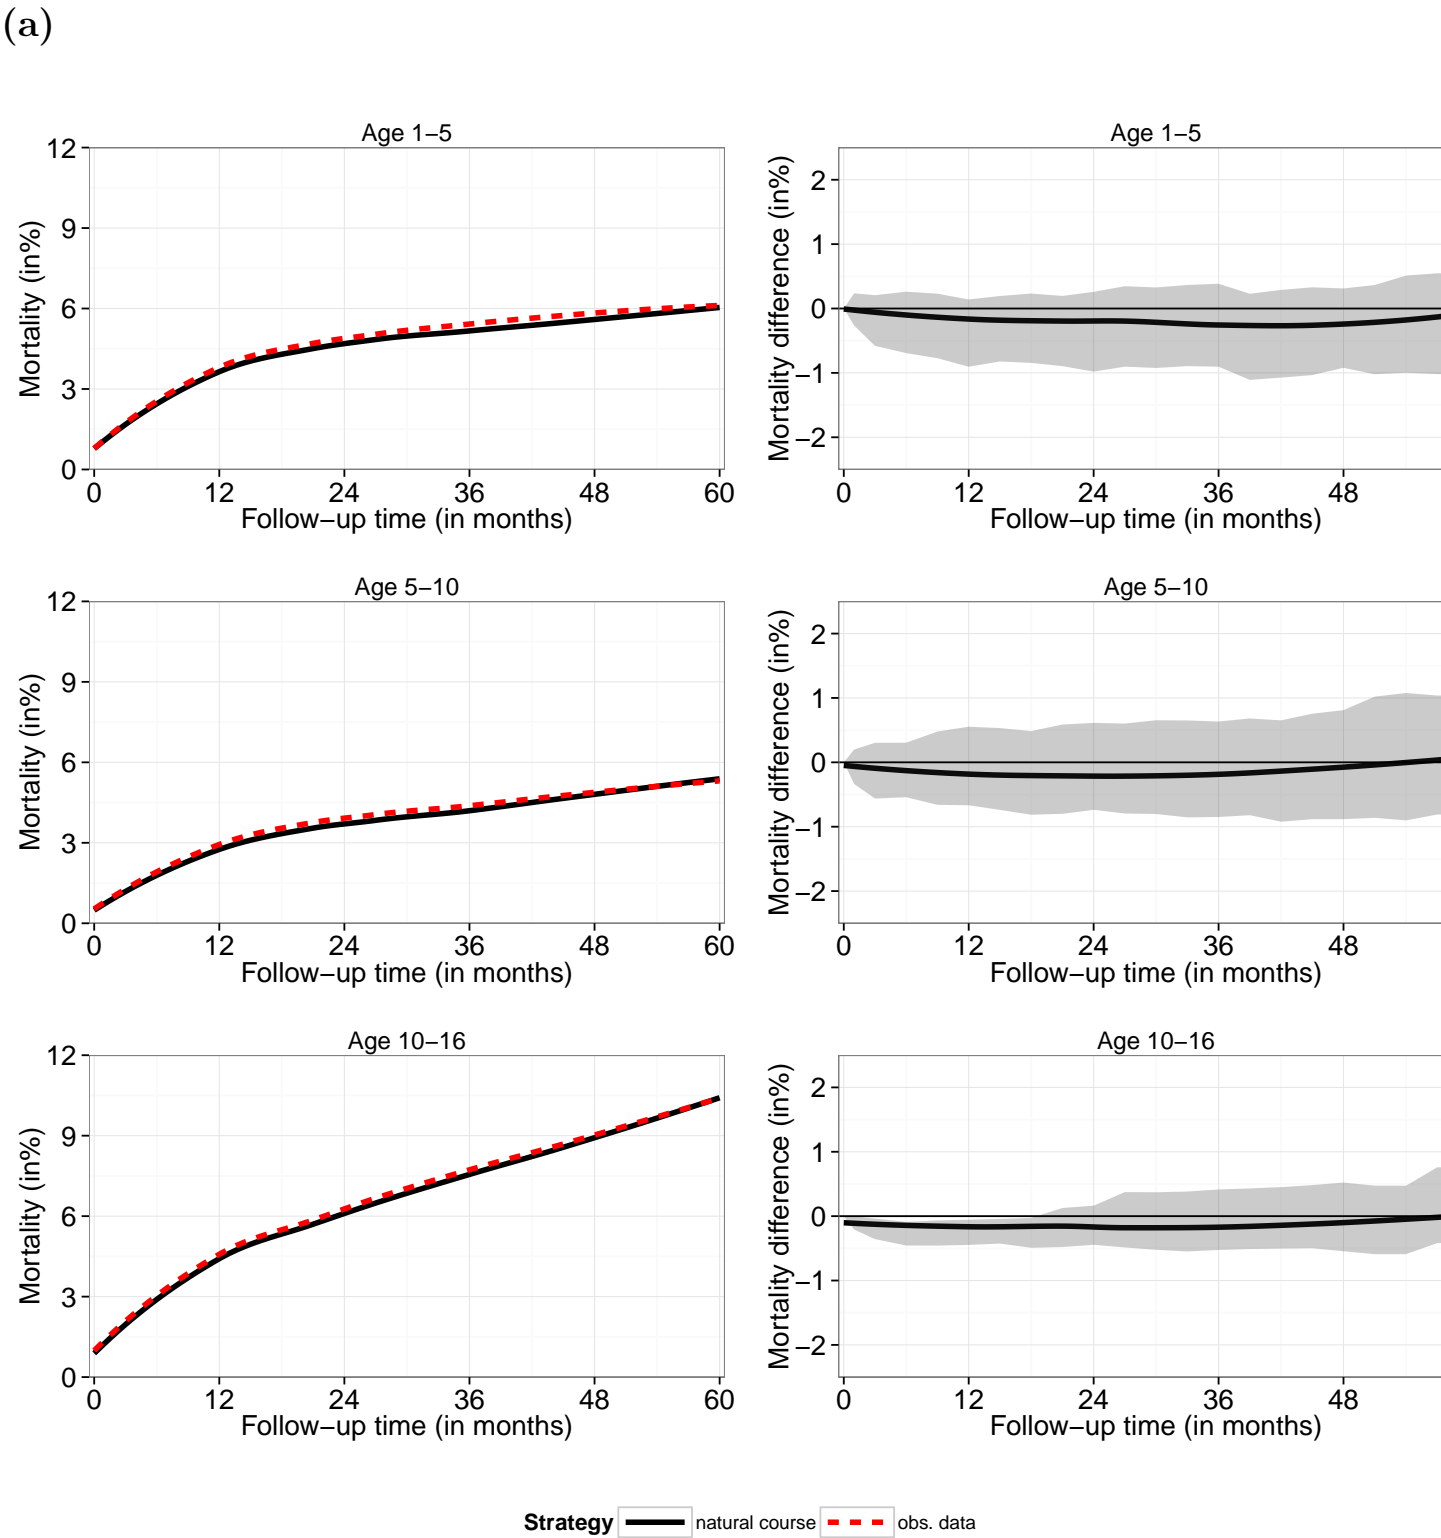 (a)
Age 1–5
Age 1–5
Mortality (in%)
12
9
6
3
0
0 12 24 36 48 60
Follow–up time (in months)
Mortality difference (in%)
2
1
0
–1
–2
0 12 24 36 48
Follow–up time (in months)
Age 5–10
Age 5–10
Mortality (in%)
12
9
6
3
0
0 12 24 36 48 60
Follow–up time (in months)
Mortality difference (in%)
2
1
0
–1
–2
0 12 24 36 48
Follow–up time (in months)
Age 10–16
Age 10–16
Mortality (in%)
12
9
6
3
0
0 12 24 36 48 60
Follow–up time (in months)
Mortality difference (in%)
2
1
0
–1
–2
0 12 24 36 48
Follow–up time (in months)
Strategy natural course obs. data